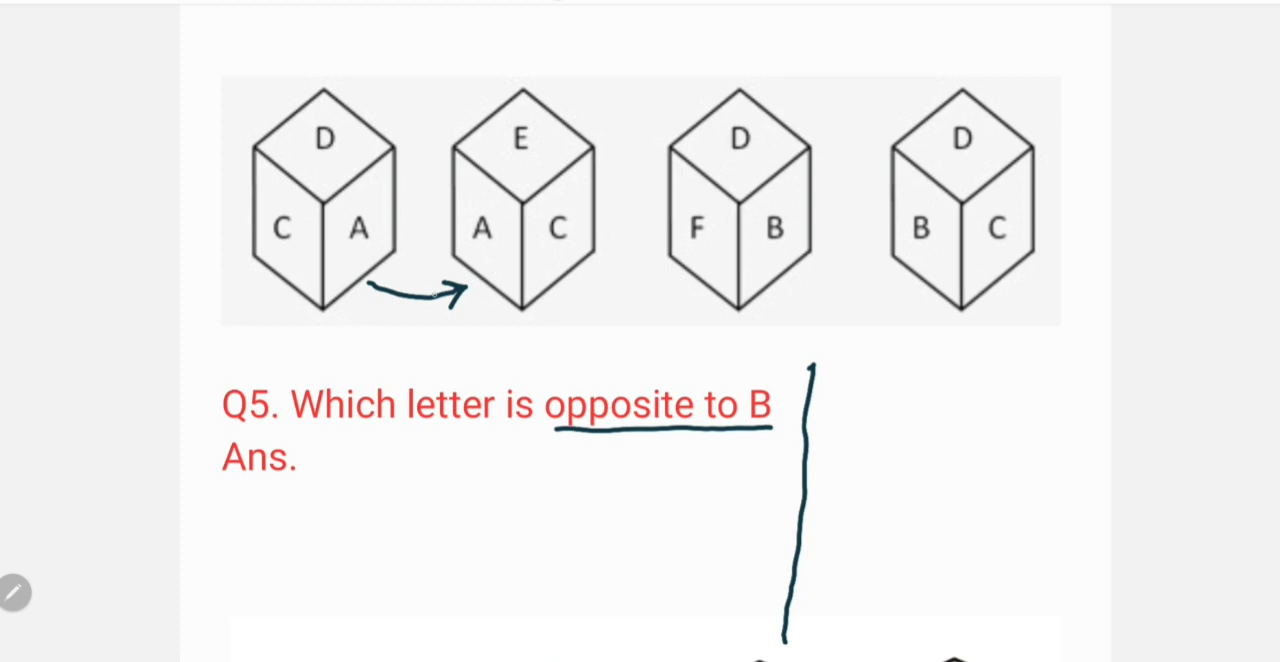 D E D D
C A A C F B B C
Q5. Which letter is opposite to B
Ans.